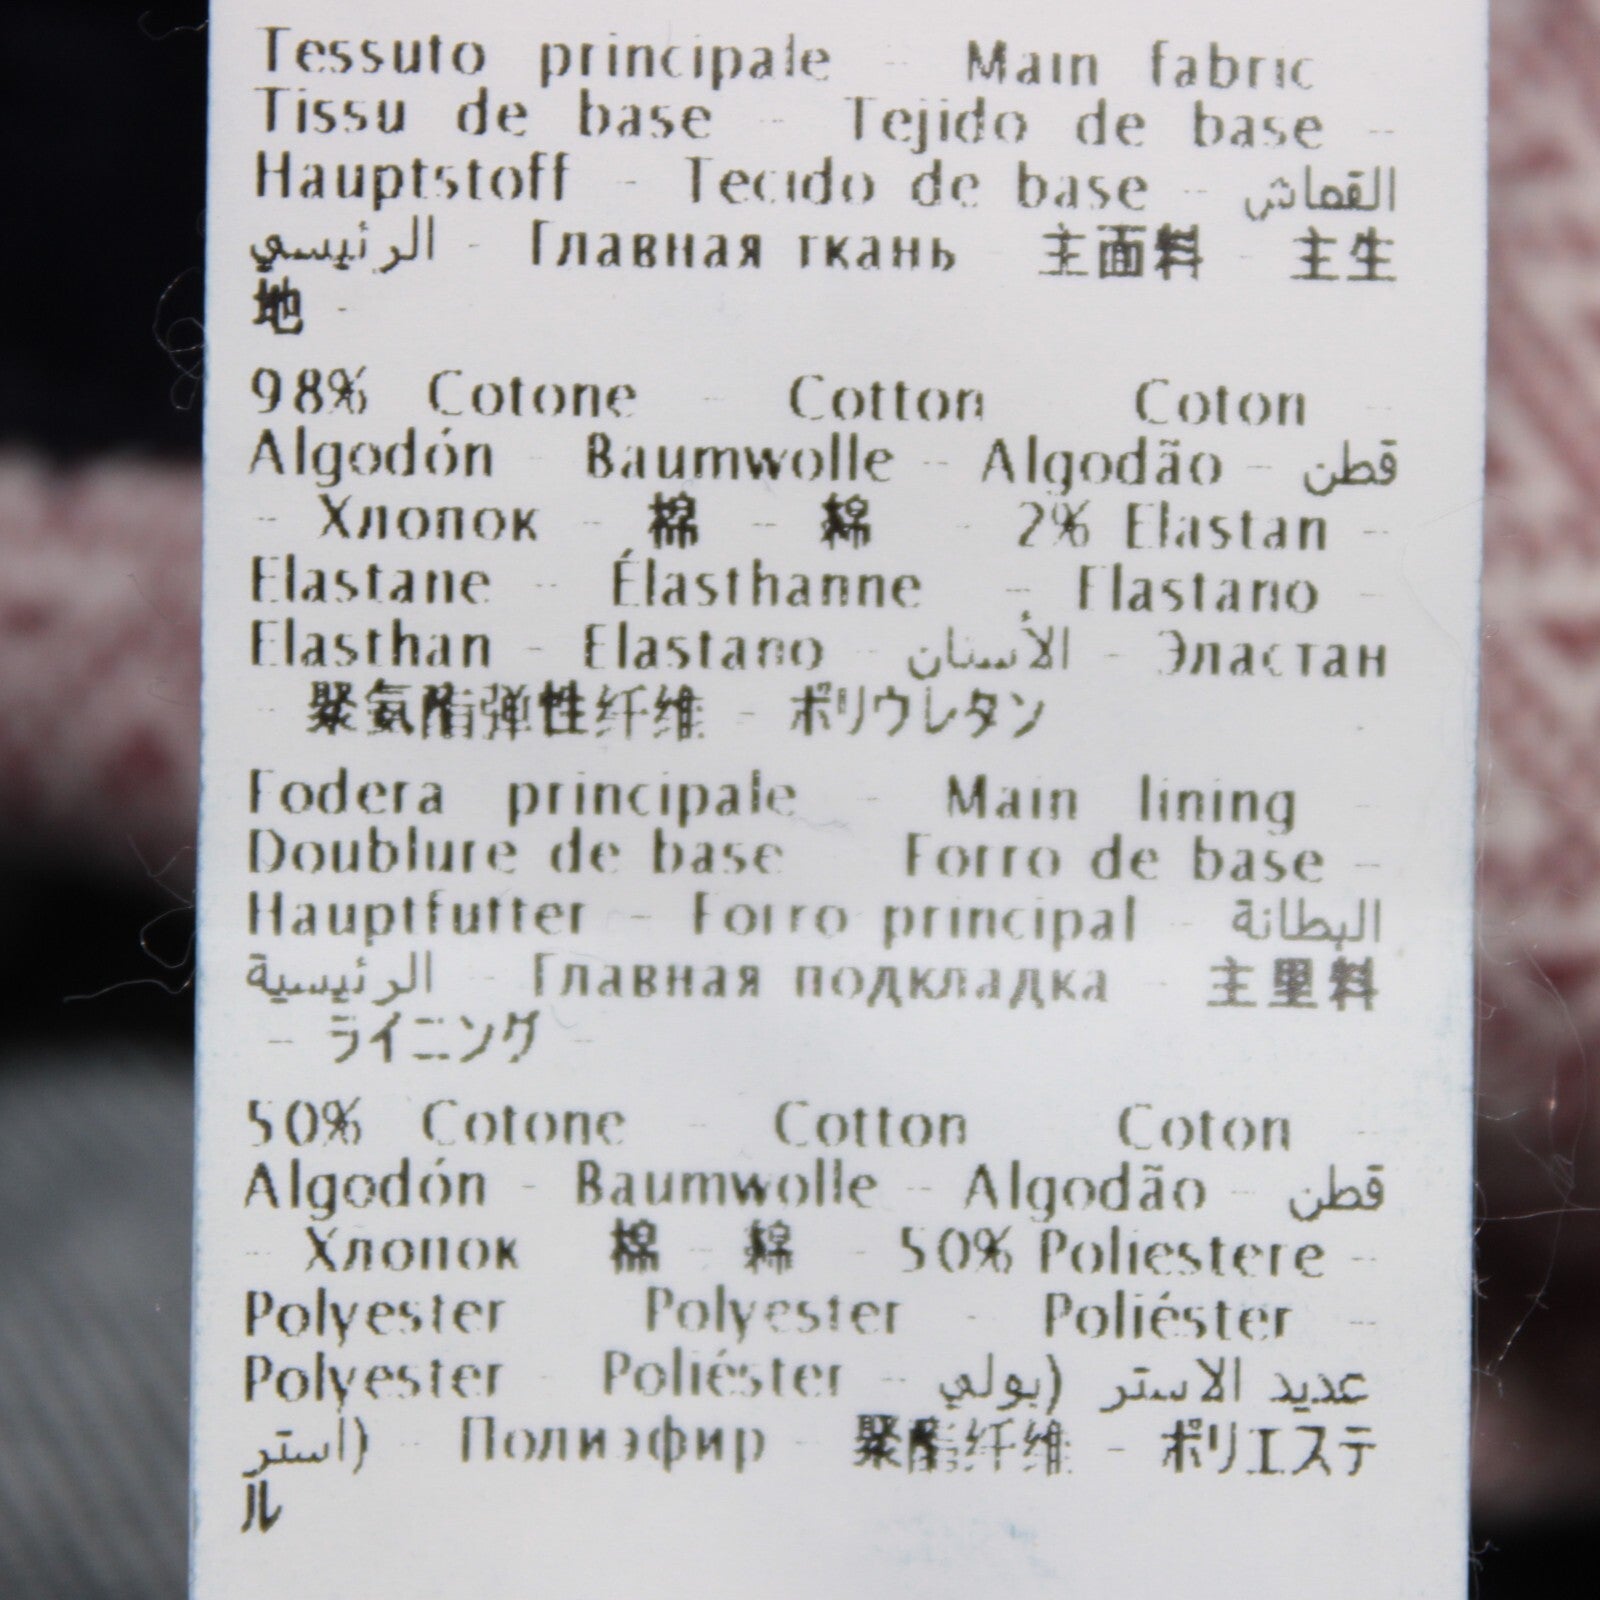 Tessuto principale - Main fabric -
Tissu de base - Tejido de base -
Hauptstoff - Tecido de base - القماش
الرئيسي - Главная ткань - 主面料 - 主生
地 -
98% Cotone - Cotton - Coton -
Algodón - Baumwolle - Algodão - قطن
- Хлопок - 棉 - 綿 - 2% Elastan -
Elastane - Élasthanne - Elastano -
Elasthan - Elastano - الأستان - Эластан
- 聚氨酯弹性纤维 - ポリウレタン -
Fodera principale - Main lining -
Doublure de base - Forro de base -
Hauptfutter - Forro principal - البطانة
الرئيسية - Главная подкладка - 主里料
- ライニング -
50% Cotone - Cotton - Coton -
Algodón - Baumwolle - Algodão - قطن
- Хлопок - 棉 - 綿 - 50% Poliestere -
Polyester - Polyester - Poliéster -
Polyester - Poliéster - عديد الاستر (بولي
استر) - Полиэфир - 聚酯纤维 - ポリエステ
ル